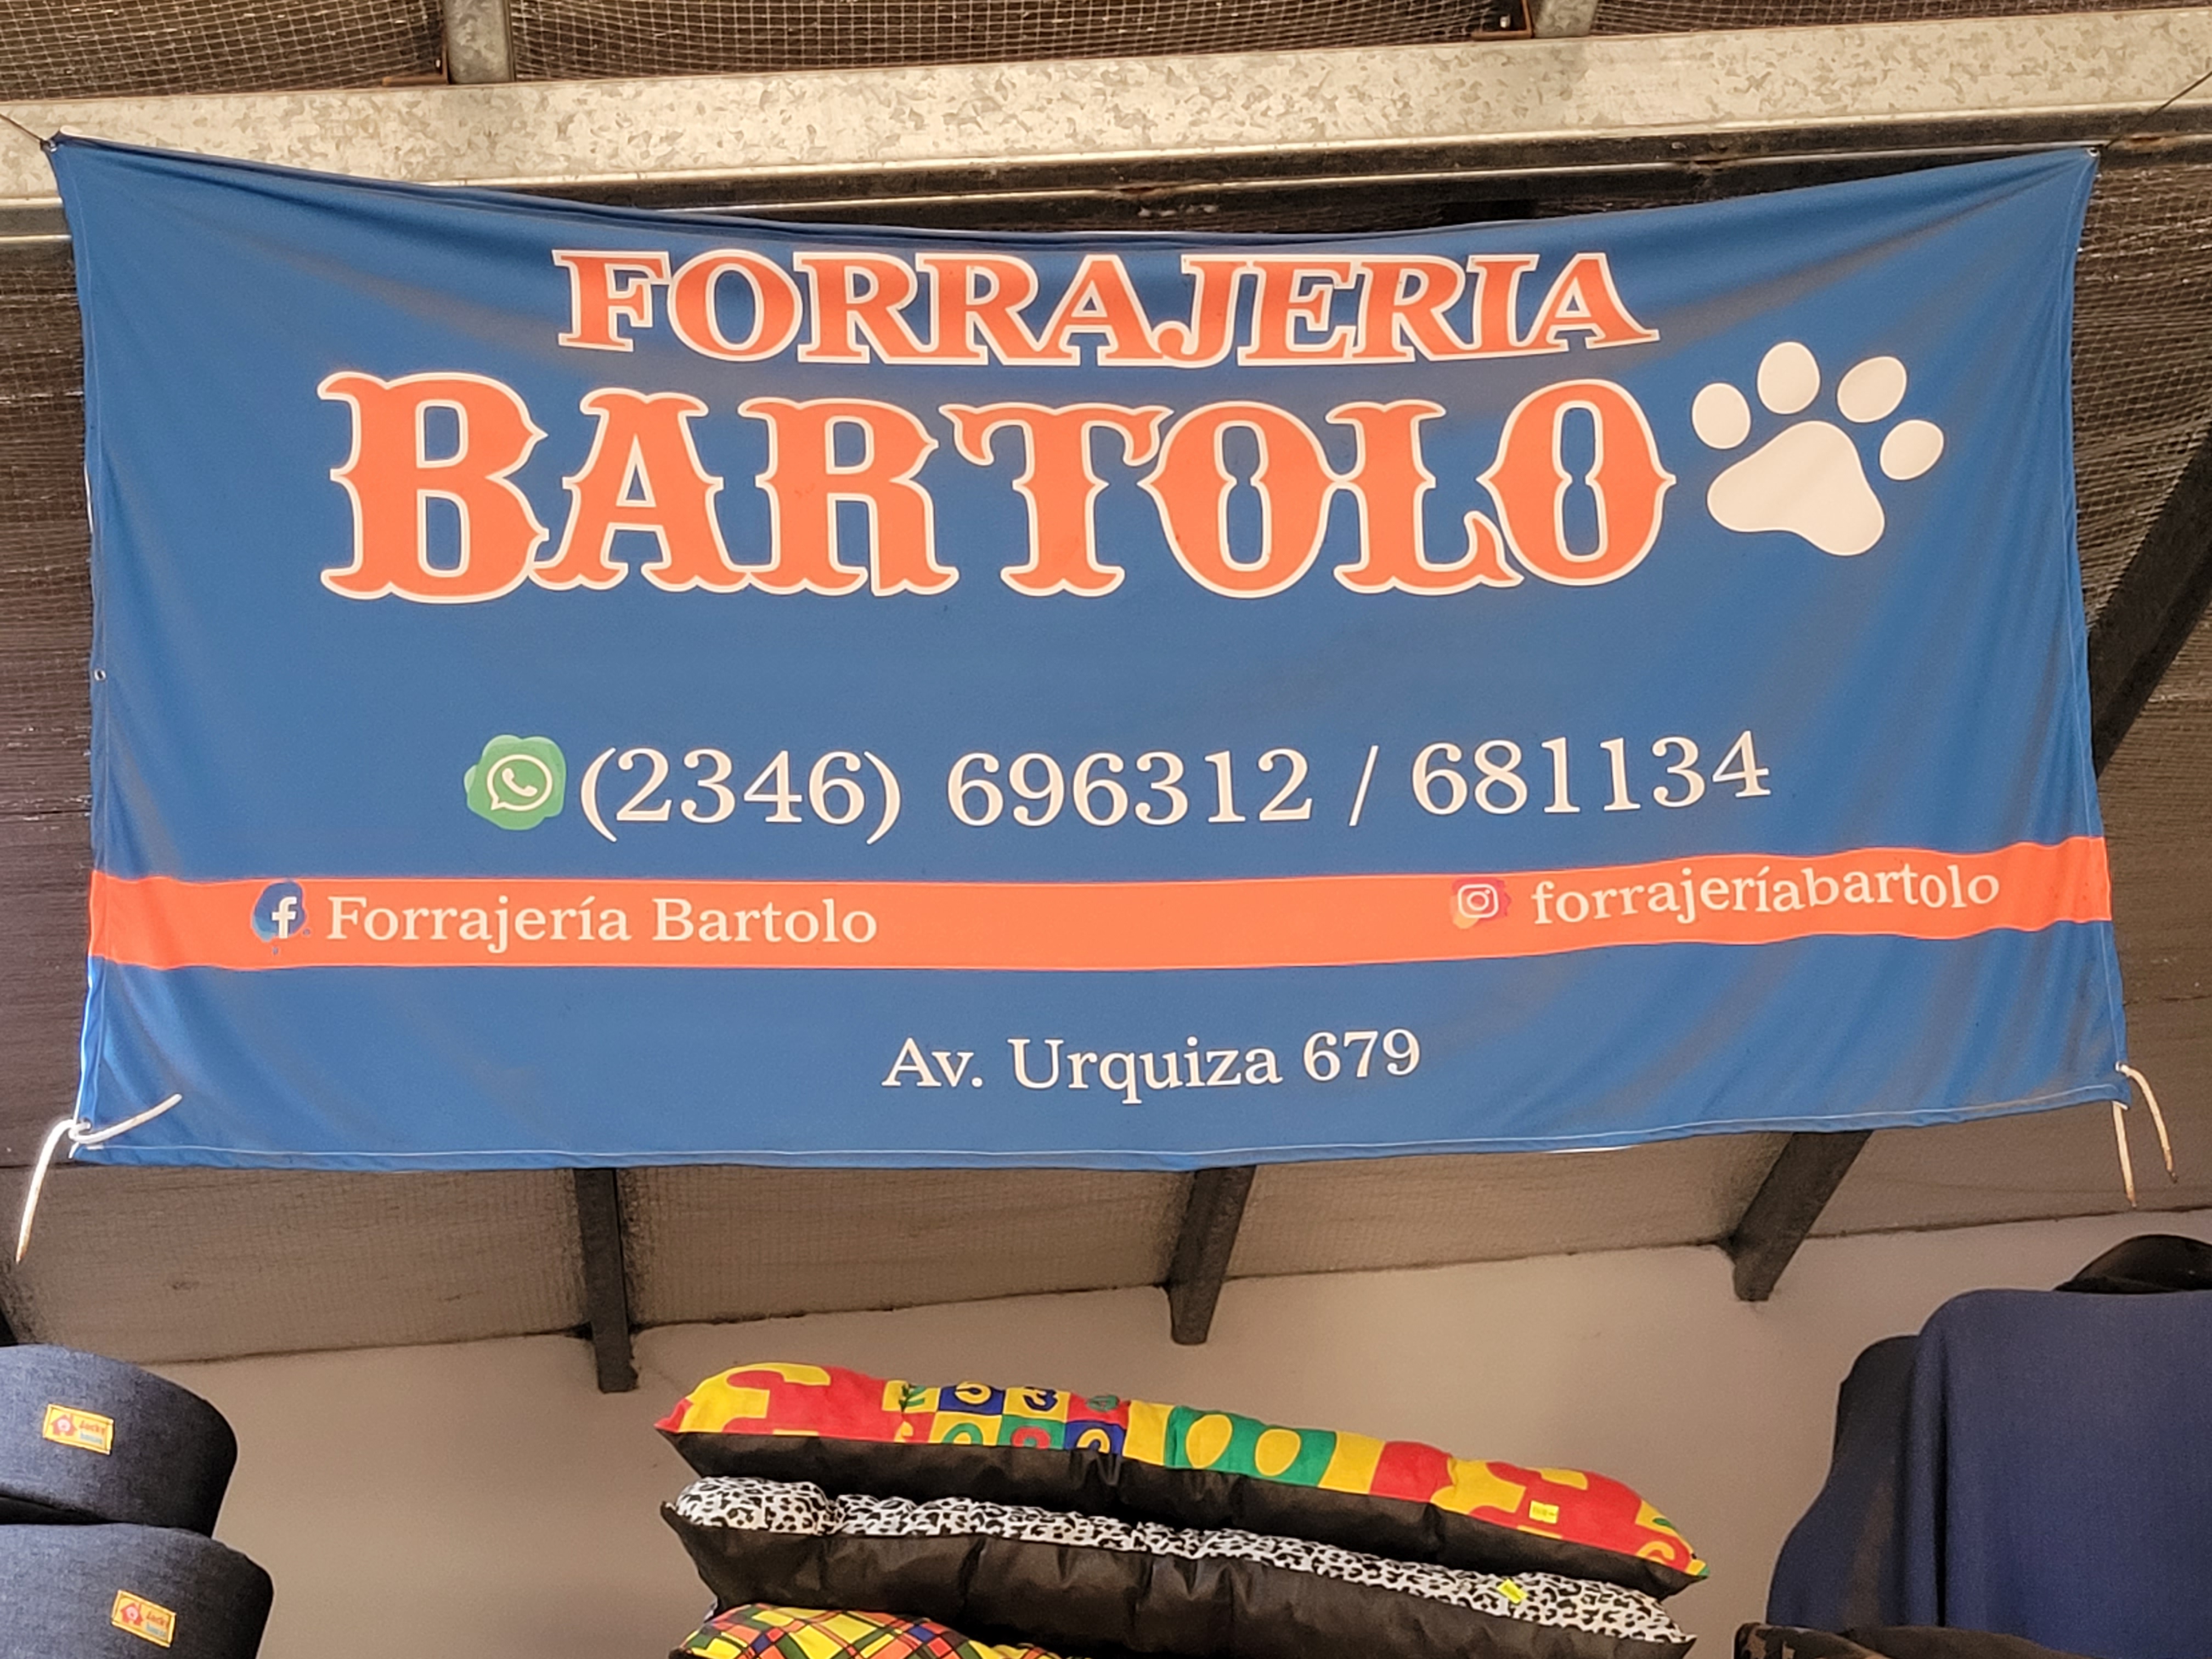 FORRAJERIA
BARTOLO
(2346) 696312 / 681134
Forrajería Bartolo
forrajeríabartolo
Av. Urquiza 679